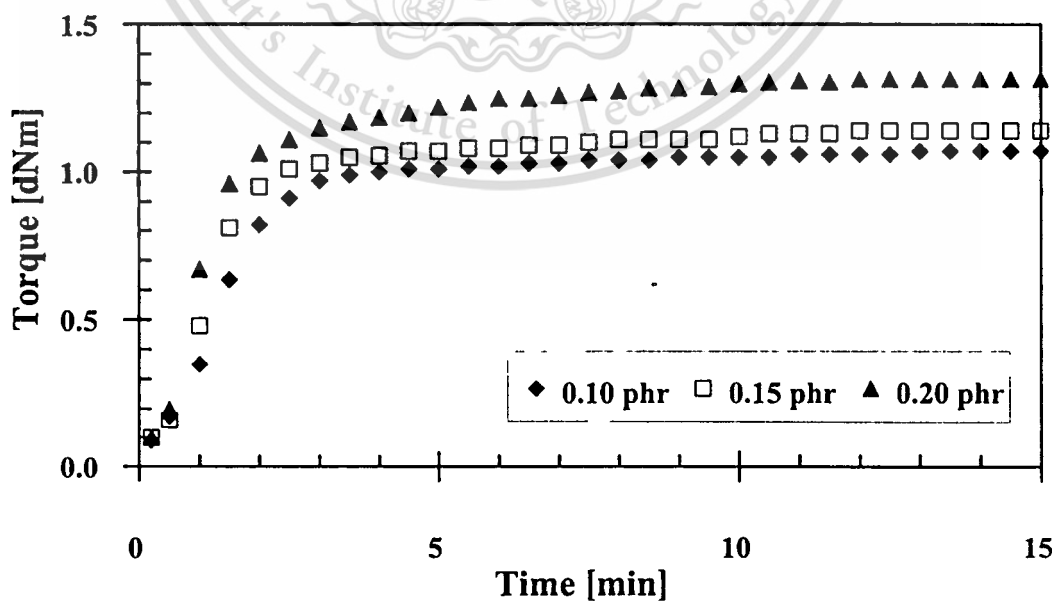 ut's Institute of Technology
1.5
1.0
0.5
0.0
Torque [dNm]
0.10 phr 0.15 phr 0.20 phr
0 5 10 15
Time [min]